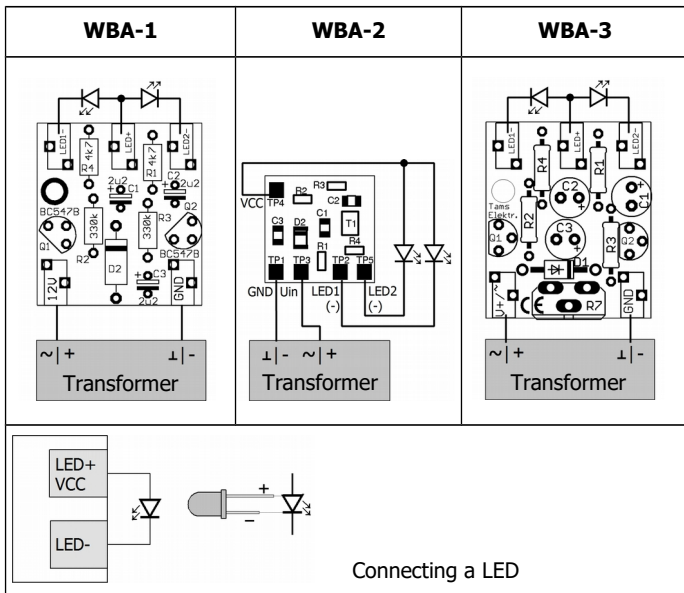 WBA-1
WBA-2
WBA-3
LED1-
LED+
LED2-
R4
4k7
R1
4k7
C2
2u2
C1
2u2
BC547B
Q2
330k
330k
R3
Q1
R2
D2
BC547B
C3
2u2
12V
GND
~|+
⊥|-
Transformer
VCC
TP4
R3
R2
C2
C3
D2
C1
T1
R4
R1
TP1
TP3
TP2
TP5
GND Uin LED1 LED2
(-) (-)
⊥|- ~|+
Transformer
LED1-
LED+
LED2-
R4
R1
C2
+
C1
+
Tams
Elektr.
R2
C3
+
R3
Q1
Q2
D1
V+/~
CE
R7
GND
~|+
⊥|-
Transformer
LED+
VCC
LED-
+
–
Connecting a LED